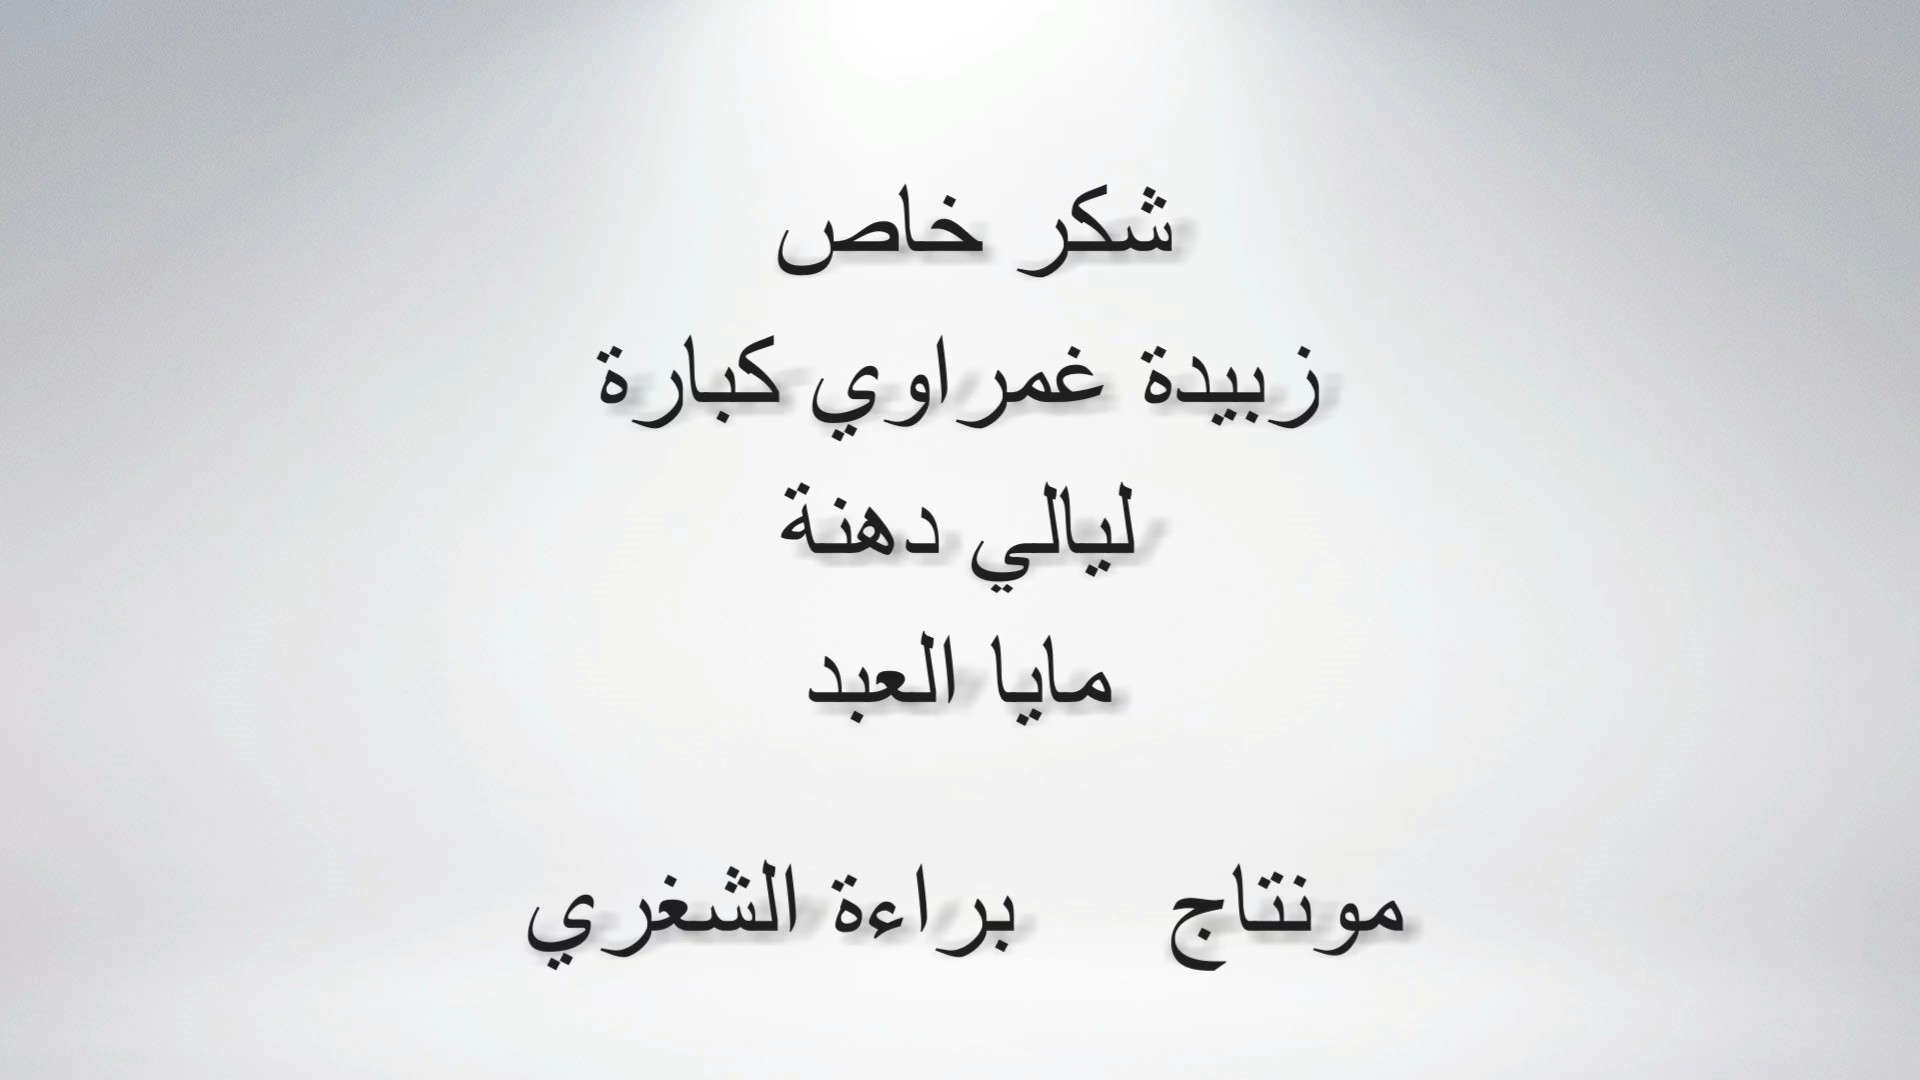 شكر خاص
زبيدة غمراوي كبارة
ليالي دهنة
مايا العبد
مونتاج براءة الشغري